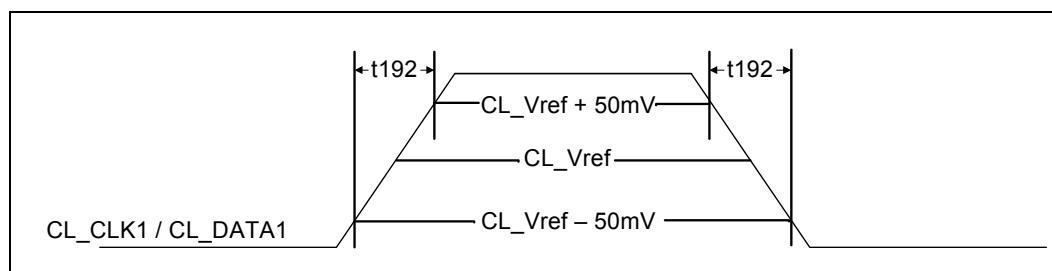 t192
t192
CL_Vref + 50mV
CL_Vref
CL_Vref – 50mV
CL_CLK1 / CL_DATA1